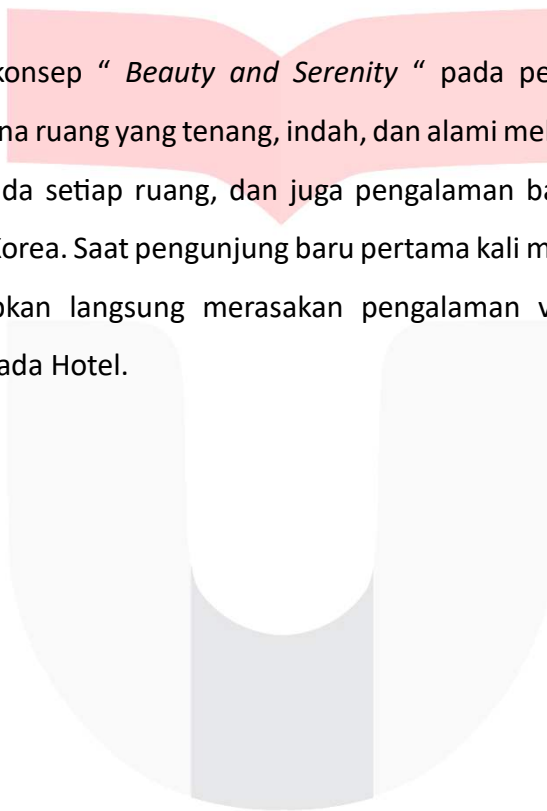 konsep “ Beauty and Serenity “ pada pe
na ruang yang tenang, indah, dan alami mel
da setiap ruang, dan juga pengalaman ba
Korea. Saat pengunjung baru pertama kali m
pkan langsung merasakan pengalaman v
ada Hotel.